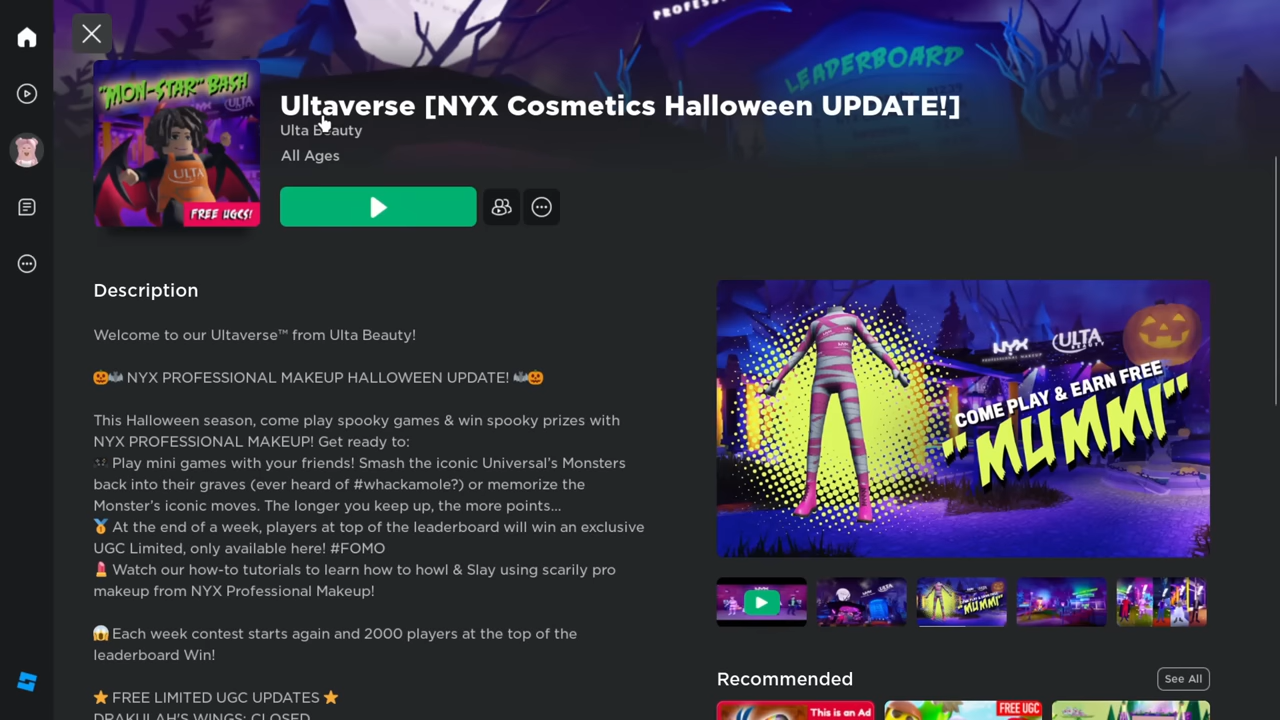 PROFESS
LEADERBOARD
"MON-STAR" BASH
NYX
ULTA
ULTA
FREE UGCS!
Ultaverse [NYX Cosmetics Halloween UPDATE!]
Ulta Beauty
All Ages
Description
Welcome to our Ultaverse™ from Ulta Beauty!
🎃🦇 NYX PROFESSIONAL MAKEUP HALLOWEEN UPDATE! 🦇🎃
This Halloween season, come play spooky games & win spooky prizes with
NYX PROFESSIONAL MAKEUP! Get ready to:
Play mini games with your friends! Smash the iconic Universal's Monsters
back into their graves (ever heard of #whackamole?) or memorize the
Monster's iconic moves. The longer you keep up, the more points...
🏅 At the end of a week, players at top of the leaderboard will win an exclusive
UGC Limited, only available here! #FOMO
💄 Watch our how-to tutorials to learn how to howl & Slay using scarily pro
makeup from NYX Professional Makeup!
😱 Each week contest starts again and 2000 players at the top of the
leaderboard Win!
⭐ FREE LIMITED UGC UPDATES ⭐
DRAKULAH'S WINGS: CLOSED
NYX
PROFESSIONAL MAKEUP
ULTA
BEAUTY
COME PLAY & EARN FREE
"MUMMI"
Recommended
See All
This is an Ad
FREE UGC